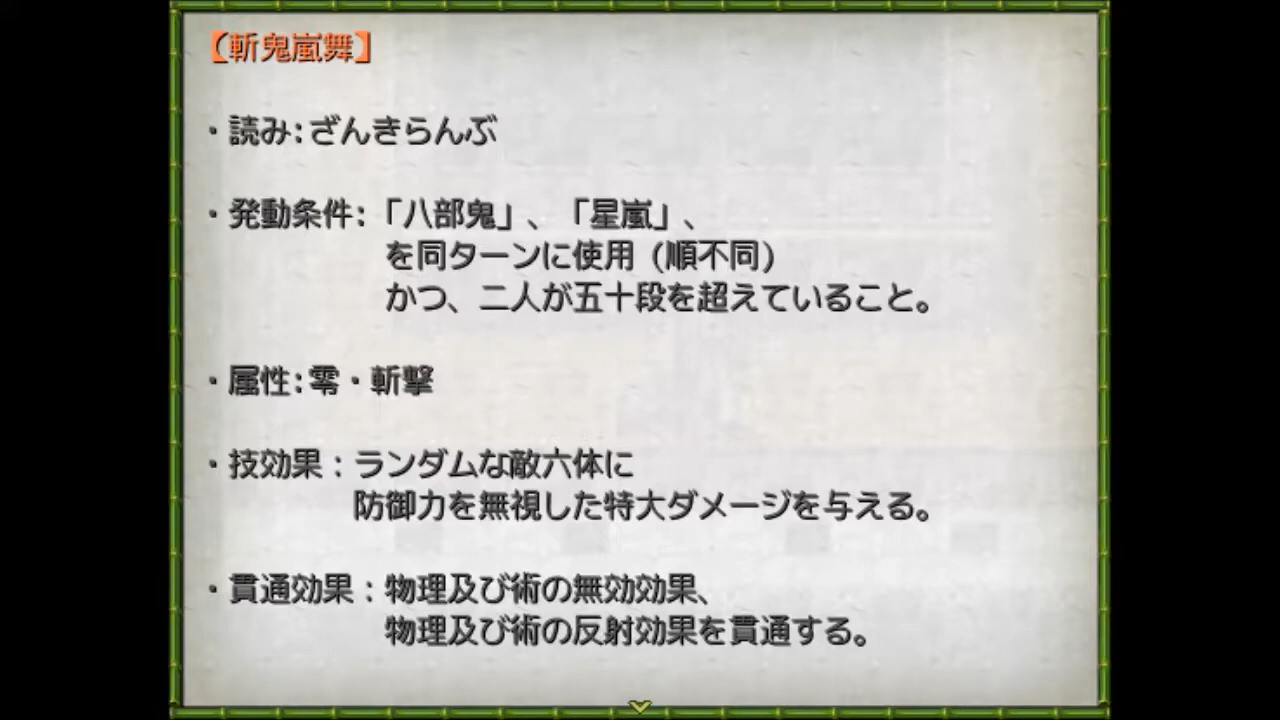 【斬鬼嵐舞】
・読み:ざんきらんぶ
・発動条件:「八部鬼」、「星嵐」、
を同ターンに使用（順不同）
かつ、二人が五十段を超えていること。
・属性:零・斬撃
・技効果：ランダムな敵六体に
防御力を無視した特大ダメージを与える。
・貫通効果：物理及び術の無効効果、
物理及び術の反射効果を貫通する。